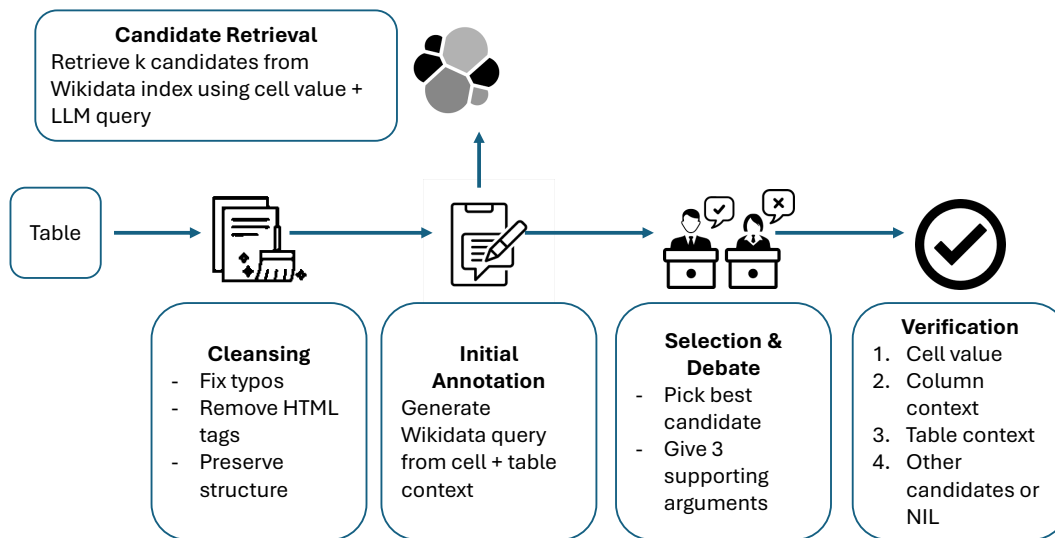 Candidate Retrieval
Retrieve k candidates from
Wikidata index using cell value +
LLM query
Table
Cleansing
- Fix typos
- Remove HTML
tags
- Preserve
structure
Initial
Annotation
Generate
Wikidata query
from cell + table
context
Selection &
Debate
- Pick best
candidate
- Give 3
supporting
arguments
Verification
1. Cell value
2. Column
context
3. Table context
4. Other
candidates or
NIL